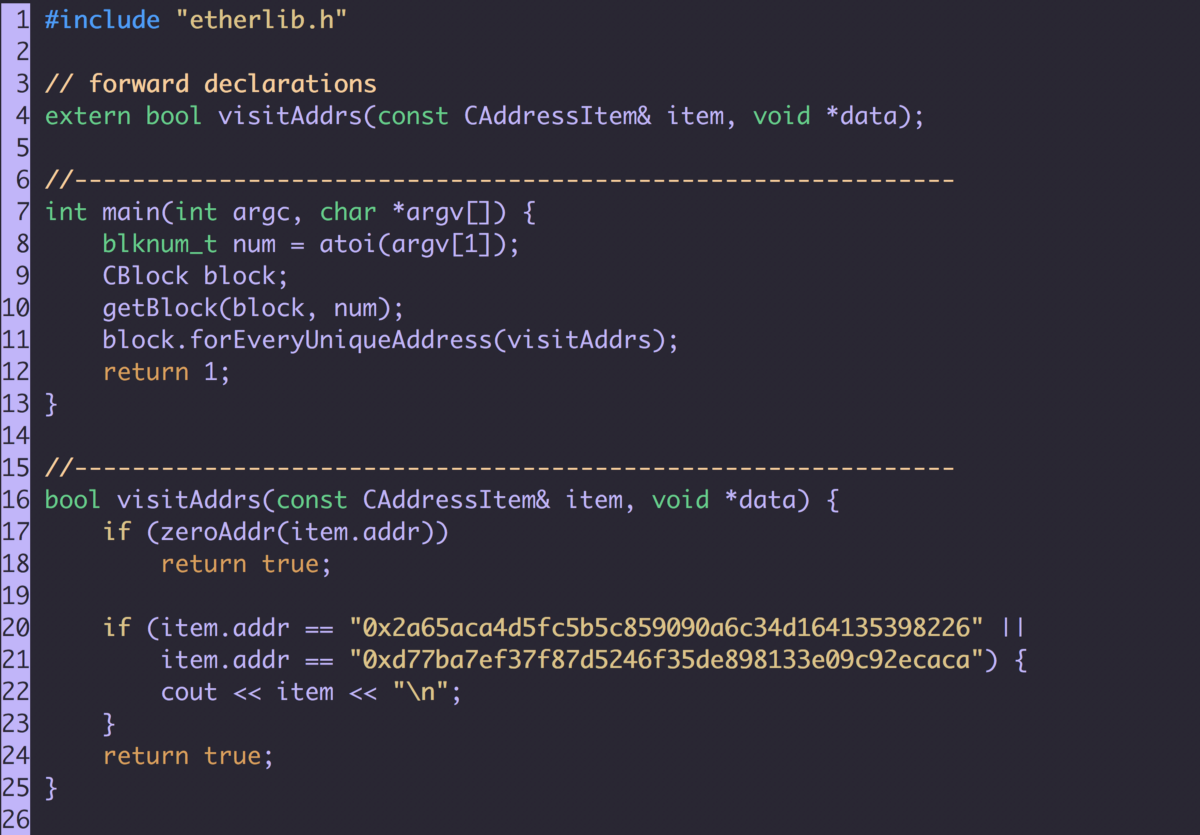 1 #include "etherlib.h"
2
3 // forward declarations
4 extern bool visitAddrs(const CAddressItem& item, void *data);
5
6 //-------------------------------------------------------------
7 int main(int argc, char *argv[]) {
8     blknum_t num = atoi(argv[1]);
9     CBlock block;
10     getBlock(block, num);
11     block.forEveryUniqueAddress(visitAddrs);
12     return 1;
13 }
14
15 //-------------------------------------------------------------
16 bool visitAddrs(const CAddressItem& item, void *data) {
17     if (zeroAddr(item.addr))
18         return true;
19
20     if (item.addr == "0x2a65aca4d5fc5b5c859090a6c34d164135398226" ||
21         item.addr == "0xd77ba7ef37f87d5246f35de898133e09c92ecaca") {
22         cout << item << "\n";
23     }
24     return true;
25 }
26